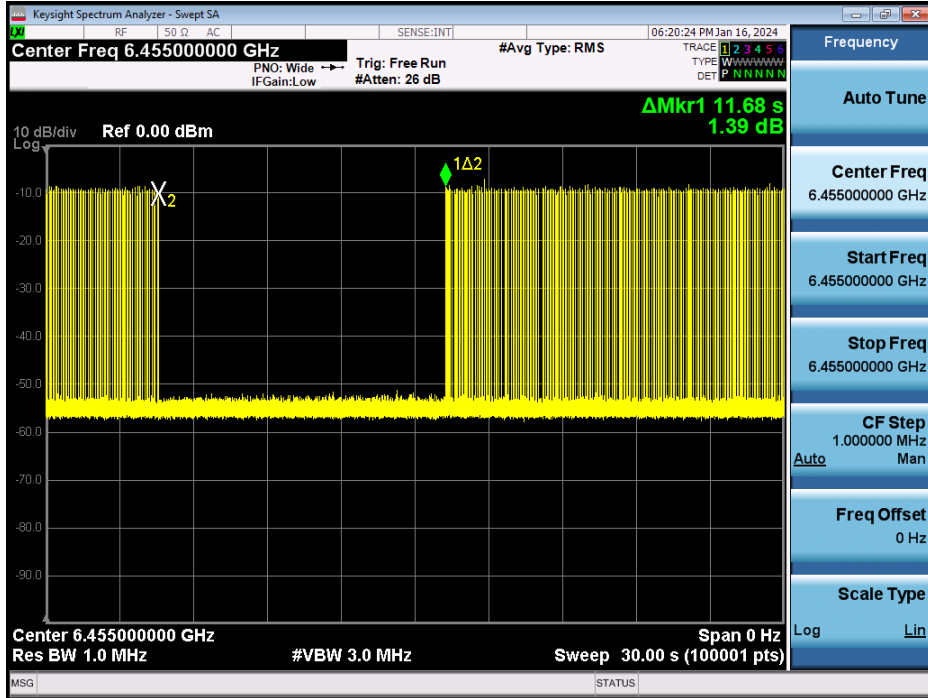 Keysight Spectrum Analyzer - Swept SA
LXI RF 50 Ω AC SENSE:INT 06:20:24 PM Jan 16, 2024
Center Freq 6.455000000 GHz
PNO: Wide
IFGain:Low
Trig: Free Run
#Atten: 26 dB
#Avg Type: RMS
TRACE 1 2 3 4 5 6
TYPE WWWWWW
DET P N N N N N
Frequency
ΔMkr1 11.68 s
1.39 dB
10 dB/div Ref 0.00 dBm
Log
1Δ2
X2
-10.0
-20.0
-30.0
-40.0
-50.0
-60.0
-70.0
-80.0
-90.0
Center 6.455000000 GHz Span 0 Hz
Res BW 1.0 MHz #VBW 3.0 MHz Sweep 30.00 s (100001 pts)
Auto Tune
Center Freq
6.455000000 GHz
Start Freq
6.455000000 GHz
Stop Freq
6.455000000 GHz
CF Step
1.000000 MHz
Auto Man
Freq Offset
0 Hz
Scale Type
Log Lin
MSG STATUS